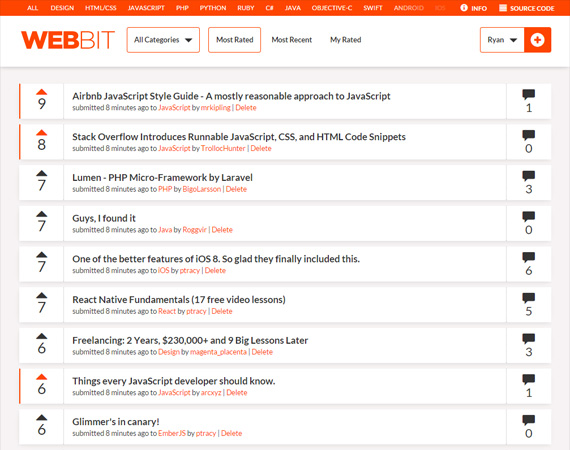 ALL DESIGN HTML/CSS JAVASCRIPT PHP PYTHON RUBY C# JAVA OBJECTIVE-C SWIFT ANDROID IOS INFO SOURCE CODE
WEBBIT All Categories Most Rated Most Recent My Rated Ryan
9 Airbnb JavaScript Style Guide - A mostly reasonable approach to JavaScript
submitted 8 minutes ago to JavaScript by mrkipling | Delete 1
8 Stack Overflow Introduces Runnable JavaScript, CSS, and HTML Code Snippets
submitted 8 minutes ago to JavaScript by TrollocHunter | Delete 0
7 Lumen - PHP Micro-Framework by Laravel
submitted 8 minutes ago to PHP by BigoLarsson | Delete 3
7 Guys, I found it
submitted 8 minutes ago to Java by Roggvir | Delete 0
7 One of the better features of iOS 8. So glad they finally included this.
submitted 8 minutes ago to iOS by ptracy | Delete 6
7 React Native Fundamentals (17 free video lessons)
submitted 8 minutes ago to React by ptracy | Delete 5
6 Freelancing: 2 Years, $230,000+ and 9 Big Lessons Later
submitted 8 minutes ago to Design by magenta_placenta | Delete 3
6 Things every JavaScript developer should know.
submitted 8 minutes ago to JavaScript by arcxyz | Delete 1
6 Glimmer's in canary!
submitted 8 minutes ago to EmberJS by ptracy | Delete 0